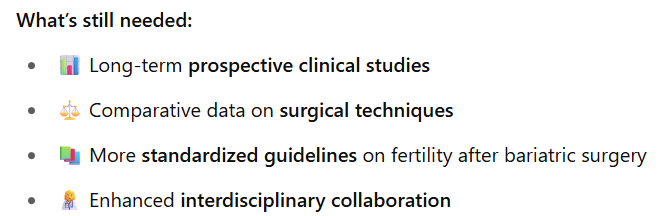 What's still needed:
• 📊 Long-term prospective clinical studies
• ⚖️ Comparative data on surgical techniques
• 📚 More standardized guidelines on fertility after bariatric surgery
• 🧑‍⚕️ Enhanced interdisciplinary collaboration